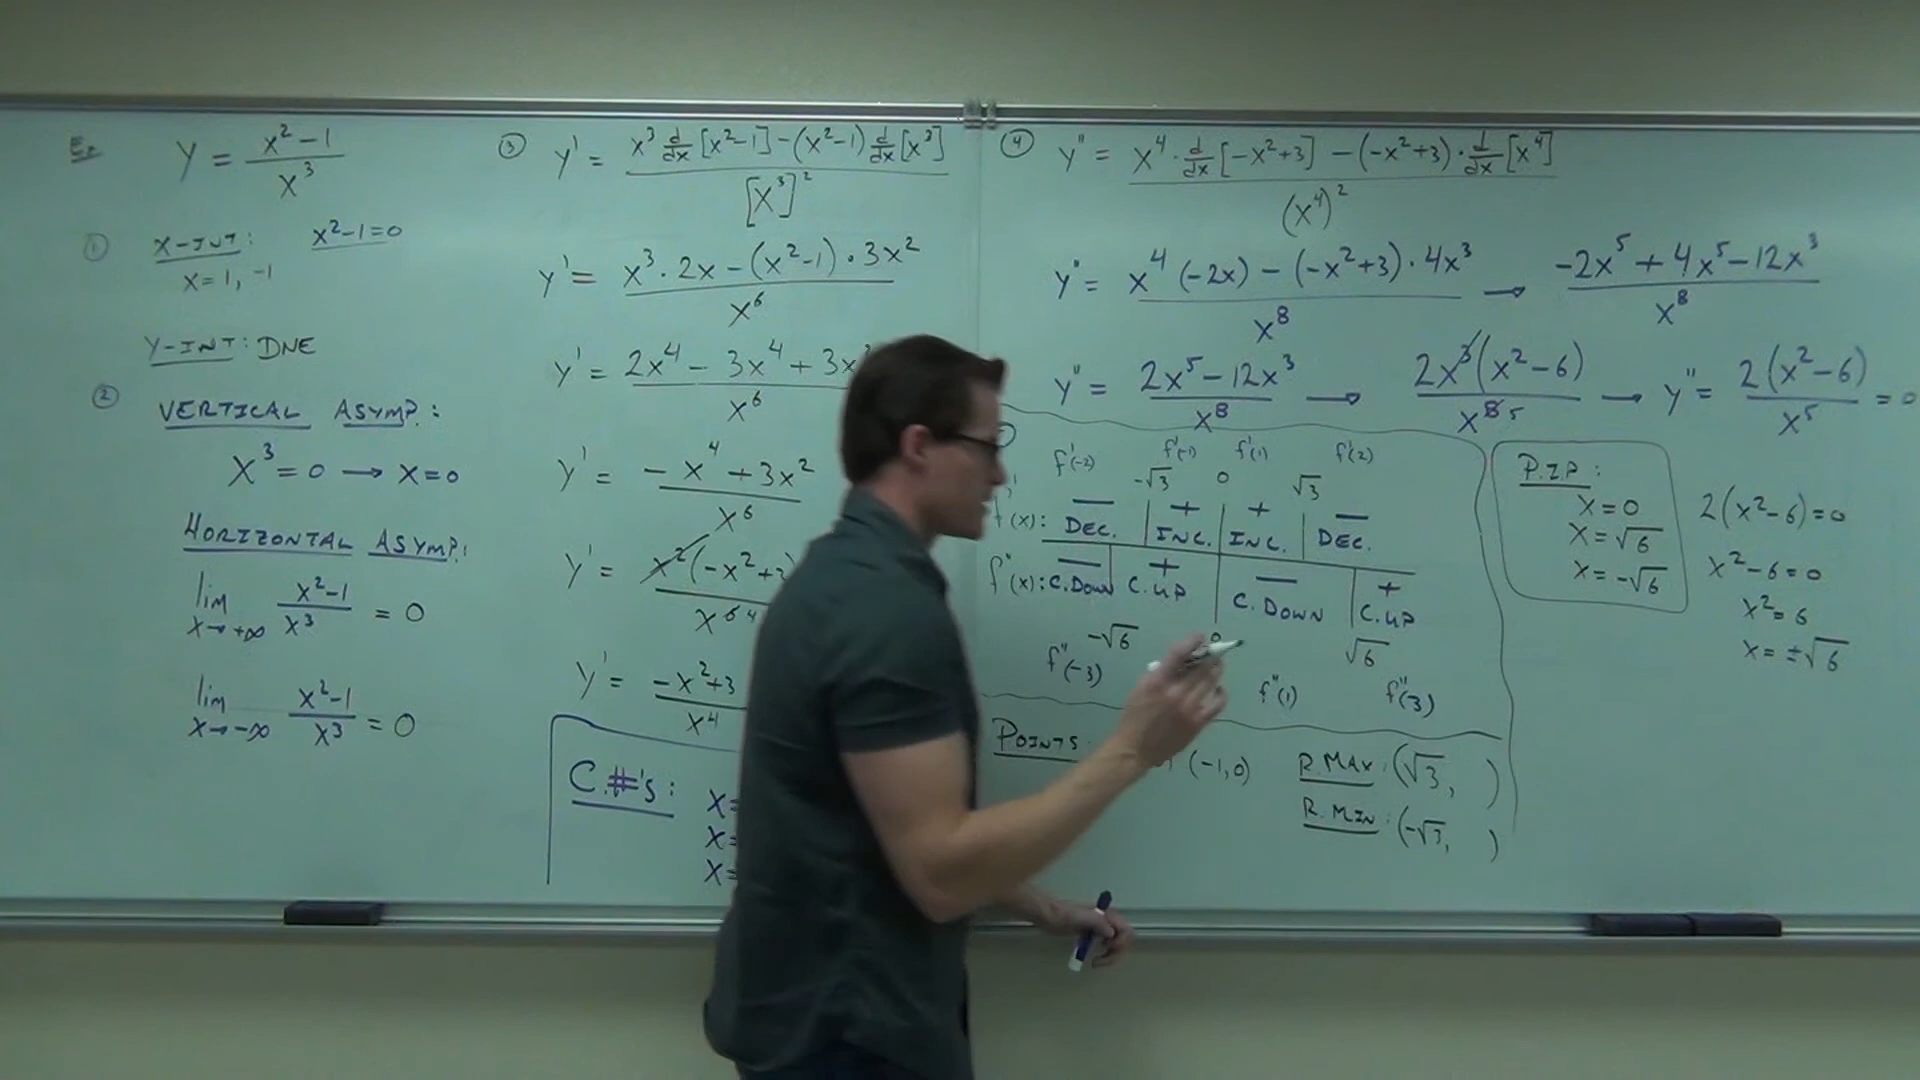 Ex
y = (x² − 1)/x³
① x-INT: x²−1=0
x = 1, −1
Y-INT: DNE
② VERTICAL ASYMP:
x³ = 0 → x = 0
HORIZONTAL ASYMP:
lim x→+∞ (x²−1)/x³ = 0
lim x→−∞ (x²−1)/x³ = 0
③ y' = (x³ d/dx [x²−1] − (x²−1) d/dx [x³])/[x³]²
y' = (x³ · 2x − (x²−1) · 3x²)/x⁶
y' = (2x⁴ − 3x⁴ + 3x)/x⁶
y' = (−x⁴ + 3x²)/x⁶
y' = x²(−x²+3)/x⁶ ⁴
y' = (−x²+3)/x⁴
C.#'s: x=
x=
x=
④ y'' = (x⁴ · d/dx [−x²+3] − (−x²+3) · d/dx [x⁴])/(x⁴)²
y'' = (x⁴(−2x) − (−x²+3) · 4x³)/x⁸ → (−2x⁵ + 4x⁵ − 12x³)/x⁸
y'' = (2x⁵ − 12x³)/x⁸ → 2x³(x²−6)/x⁸ ⁵ → y'' = 2(x²−6)/x⁵ = 0
f'(-2) f'(-1) f'(1) f'(2)
−√3 0 √3
− + + −
(x): DEC. INC. INC. DEC.
− + − +
f''(x): C.DOWN C.UP C.DOWN C.UP
−√6 0 √6
f''(-3) f''(1) f''(3)
POINTS (−1,0)
R.MAX: (√3, )
R.MIN: (−√3, )
P.I.P:
x=0
x=√6
x=−√6
2(x²−6)=0
x²−6=0
x²=6
x=±√6